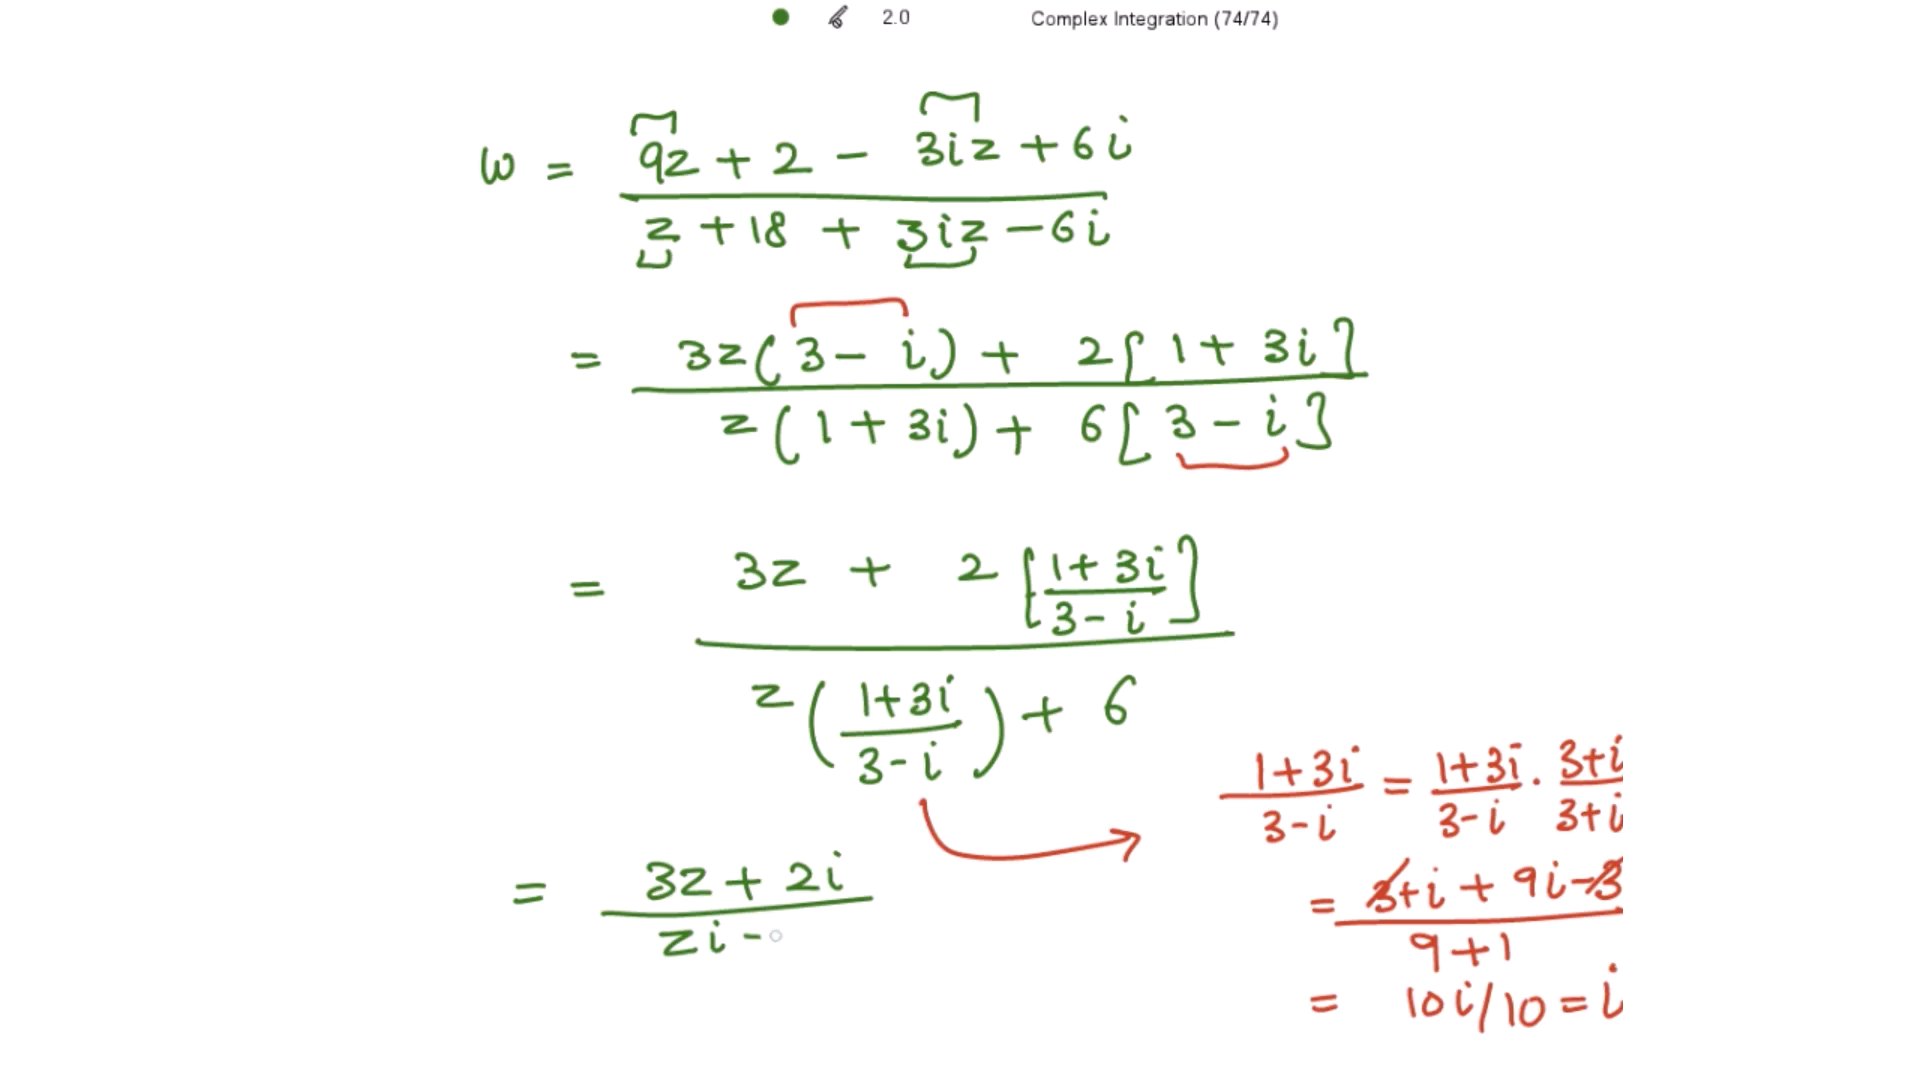 2.0 Complex Integration (74/74)
w = 9z + 2 - 3iz + 6i
z + 18 + 3iz - 6i
= 3z(3 - i) + 2[1 + 3i]
z(1 + 3i) + 6[3 - i]
= 3z + 2[1 + 3i
3 - i]
z(1+3i
3-i) + 6
1+3i = 1+3i . 3+i
3-i 3-i 3+i
= 3z + 2i
zi -
= 3+i + 9i-3
9+1
= 10i/10 = i